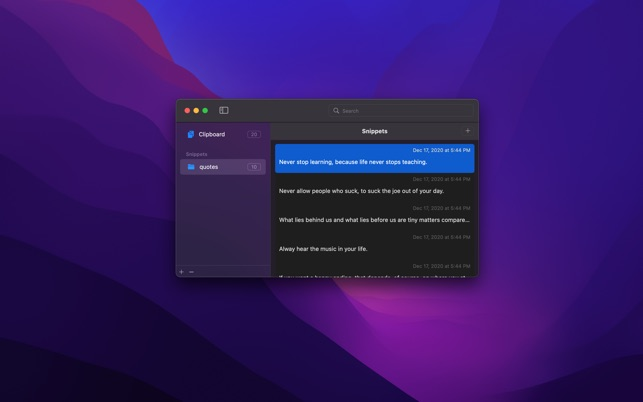 Search
Clipboard
20
Snippets
Snippets
quotes
10
Dec 17, 2020 at 5:44 PM
Never stop learning, because life never stops teaching.
Dec 17, 2020 at 5:44 PM
Never allow people who suck, to suck the joe out of your day.
Dec 17, 2020 at 5:44 PM
What lies behind us and what lies before us are tiny matters compare...
Dec 17, 2020 at 5:44 PM
Alway hear the music in your life.
Dec 17, 2020 at 5:44 PM